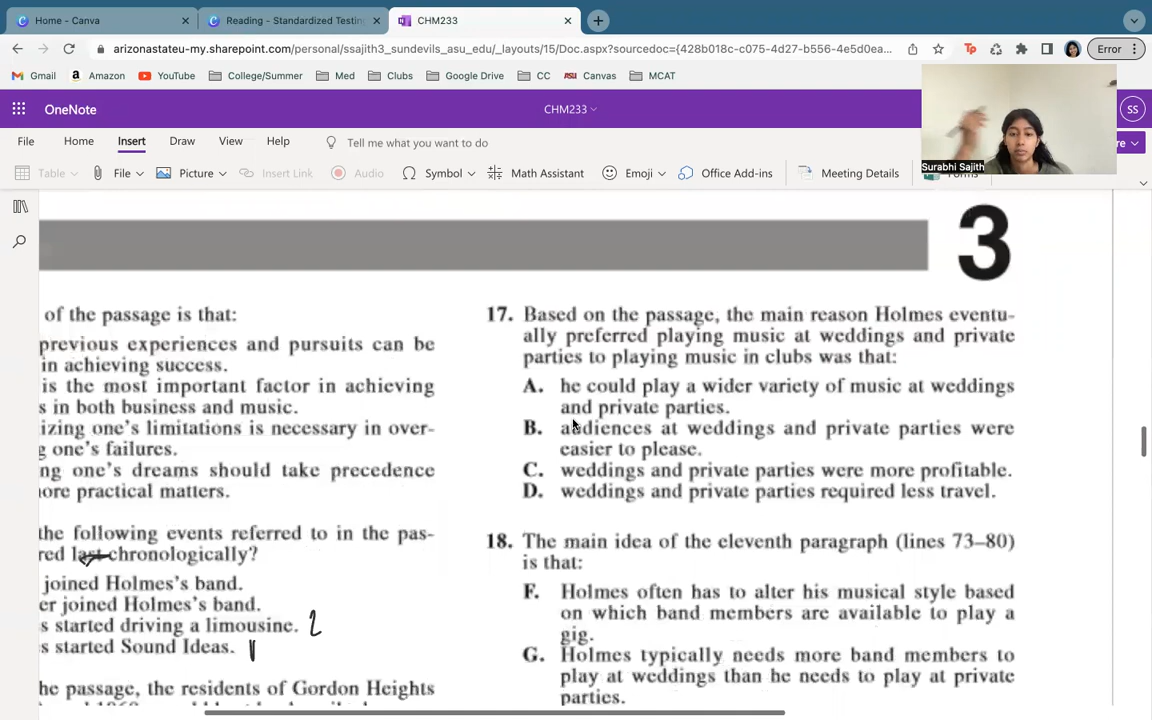 Home - Canva
Reading - Standardized Testing
CHM233
arizonastateu-my.sharepoint.com/personal/ssajith3_sundevils_asu_edu/_layouts/15/Doc.aspx?sourcedoc={428b018c-c075-4d27-b556-4e5d0ea...
Error
Gmail
Amazon
YouTube
College/Summer
Med
Clubs
Google Drive
CC
Canvas
MCAT
OneNote
CHM233
SS
File
Home
Insert
Draw
View
Help
Tell me what you want to do
Surabhi Sajith
Table
File
Picture
Insert Link
Audio
Symbol
Math Assistant
Emoji
Office Add-ins
Meeting Details
Forms
3
of the passage is that:
previous experiences and pursuits can be
in achieving success.
is the most important factor in achieving
s in both business and music.
izing one's limitations is necessary in over-
g one's failures.
ng one's dreams should take precedence
ore practical matters.
the following events referred to in the pas-
red last chronologically?
joined Holmes's band.
er joined Holmes's band.
s started driving a limousine. 2
s started Sound Ideas. 1
he passage, the residents of Gordon Heights
17. Based on the passage, the main reason Holmes eventu-
ally preferred playing music at weddings and private
parties to playing music in clubs was that:
A. he could play a wider variety of music at weddings
and private parties.
B. audiences at weddings and private parties were
easier to please.
C. weddings and private parties were more profitable.
D. weddings and private parties required less travel.
18. The main idea of the eleventh paragraph (lines 73–80)
is that:
F. Holmes often has to alter his musical style based
on which band members are available to play a
gig.
G. Holmes typically needs more band members to
play at weddings than he needs to play at private
parties.